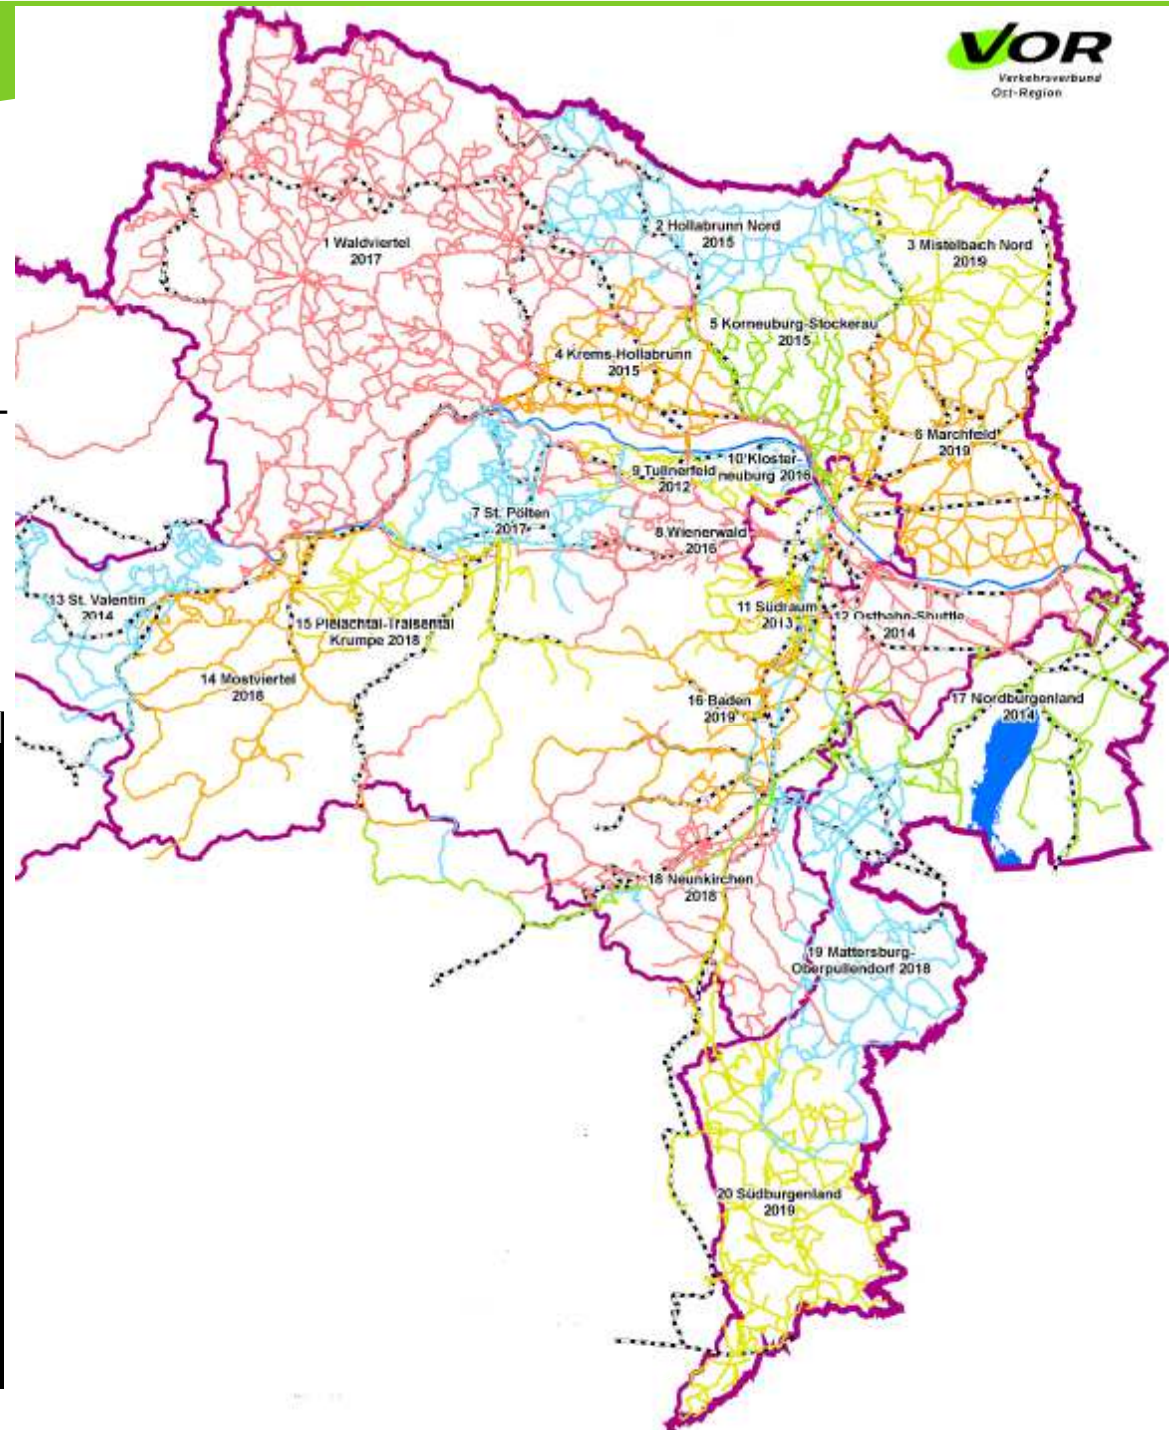 VOR
Verkehrsverbund
Ost-Region
1 Waldviertel
2017
2 Hollabrunn Nord
2015
3 Mistelbach Nord
2019
5 Korneuburg-Stockerau
2015
4 Krems-Hollabrunn
2015
6 Marchfeld
2019
9 Tullnerfeld
2012
10 Kloster-
neuburg 2016
7 St. Pölten
2017
8 Wienerwald
2016
13 St. Valentin
2014
11 Südraum
2013
12 Ostbahn-Shuttle
2014
15 Pielachtal-Traisental
Krumpe 2018
14 Mostviertel
2018
16 Baden
2019
17 Nordburgenland
2014
18 Neunkirchen
2018
19 Mattersburg-
Oberpullendorf 2018
20 Südburgenland
2019